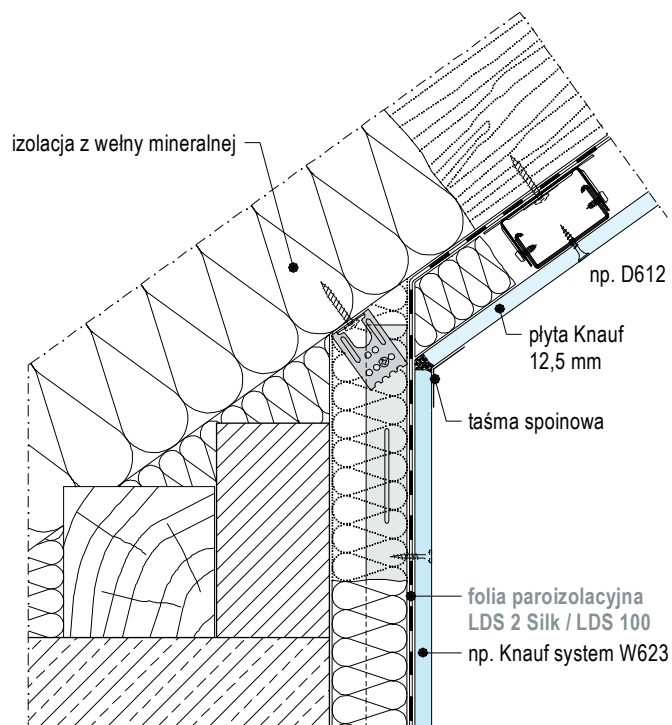 izolacja z wełny mineralnej
np. D612
płyta Knauf
12,5 mm
taśma spoinowa
folia paroizolacyjna
LDS 2 Silk / LDS 100
np. Knauf system W623